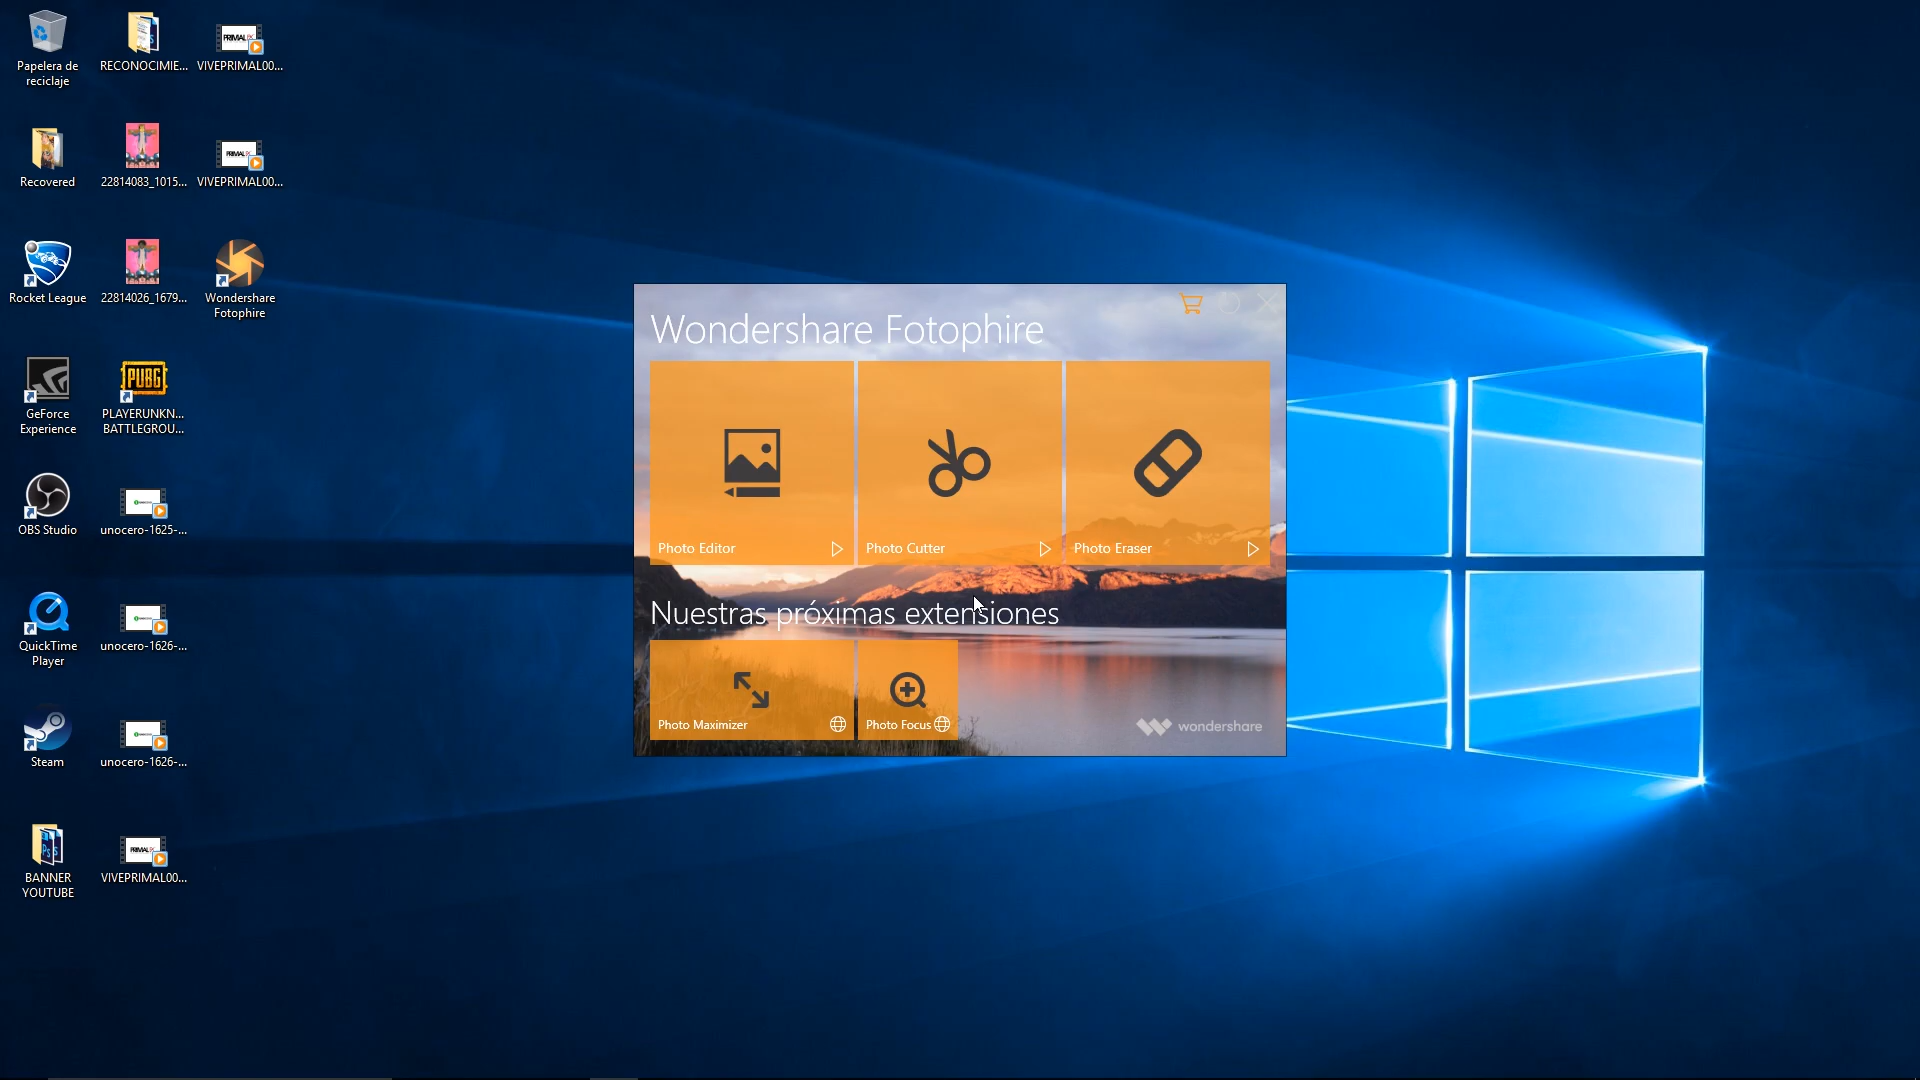 Papelera de
reciclaje
RECONOCIMIE...
VIVEPRIMAL00...
Recovered
22814083_1015...
VIVEPRIMAL00...
Rocket League
22814026_1679...
Wondershare
Fotophire
GeForce
Experience
PUBG
PLAYERUNKN...
BATTLEGROU...
OBS Studio
unocero-1625-...
QuickTime
Player
unocero-1626-...
Steam
unocero-1626-...
BANNER
YOUTUBE
VIVEPRIMAL00...
Wondershare Fotophire
Photo Editor
Photo Cutter
Photo Eraser
Nuestras próximas extensiones
Photo Maximizer
Photo Focus
wondershare